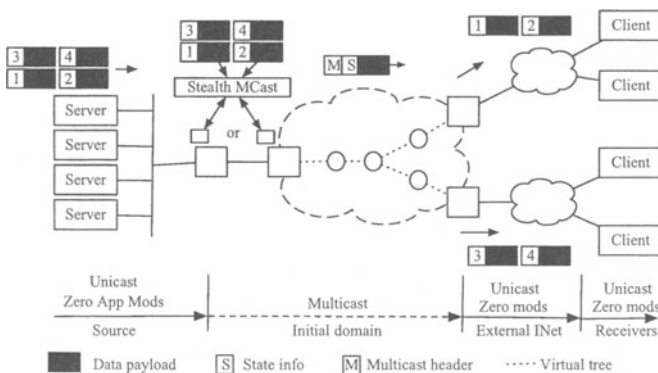 3 4
1 2
3 4
1 2
Stealth MCast
or
M S
1 2
3 4
Server
Server
Server
Server
Client
Client
Client
Client
Unicast
Zero App Mods
Source
Multicast
Initial domain
Unicast
Zero mods
External INet
Unicast
Zero mods
Receivers
Data payload
S State info
M Multicast header
Virtual tree